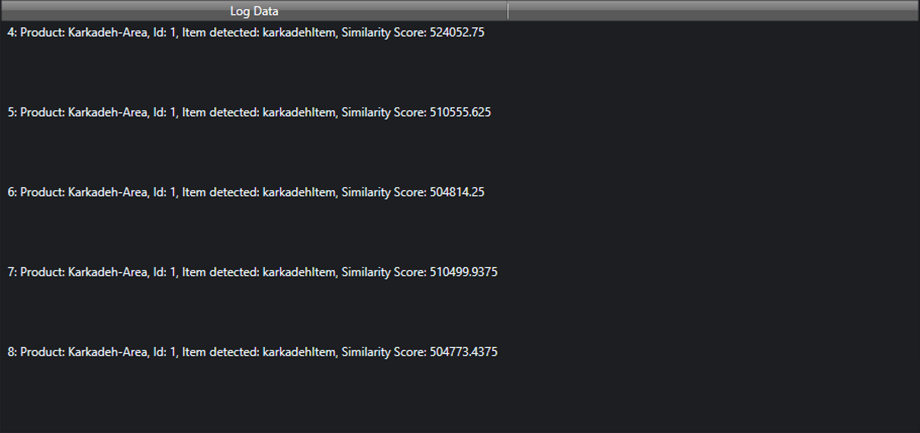 Log Data
4: Product: Karkadeh-Area, Id: 1, Item detected: karkadehItem, Similarity Score: 524052.75
5: Product: Karkadeh-Area, Id: 1, Item detected: karkadehItem, Similarity Score: 510555.625
6: Product: Karkadeh-Area, Id: 1, Item detected: karkadehItem, Similarity Score: 504814.25
7: Product: Karkadeh-Area, Id: 1, Item detected: karkadehItem, Similarity Score: 510499.9375
8: Product: Karkadeh-Area, Id: 1, Item detected: karkadehItem, Similarity Score: 504773.4375